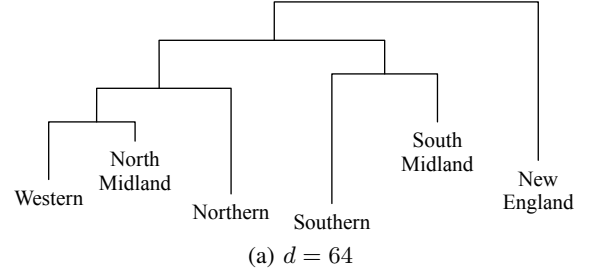 Western
North
Midland
Northern
Southern
South
Midland
New
England
(a) d = 64